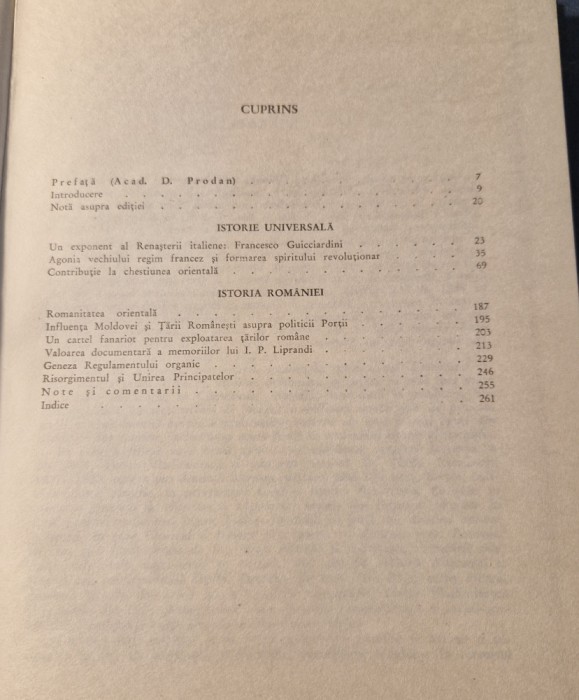 CUPRINS
Prefață (Acad. D. Prodan) . . . . . . . . 7
Introducere . . . . . . . . . . . . . . 9
Notă asupra ediției . . . . . . . . . . . . 20
ISTORIE UNIVERSALĂ
Un exponent al Renașterii italiene: Francesco Guicciardini . . . . . . 23
Agonia vechiului regim francez și formarea spiritului revoluționar . . . . 35
Contribuție la chestiunea orientală . . . . . . . . . . 69
ISTORIA ROMÂNIEI
Romanitatea orientală . . . . . . . . . . . . 187
Influența Moldovei și Țării Românești asupra politicii Porții . . . . . 195
Un cartel fanariot pentru exploatarea țărilor române . . . . . . 203
Valoarea documentară a memoriilor lui I. P. Liprandi . . . . . . 213
Geneza Regulamentului organic . . . . . . . . . . 229
Risorgimentul și Unirea Principatelor . . . . . . . . . 246
Note și comentarii . . . . . . . . . . . 255
Indice . . . . . . . . . . . . . . 261